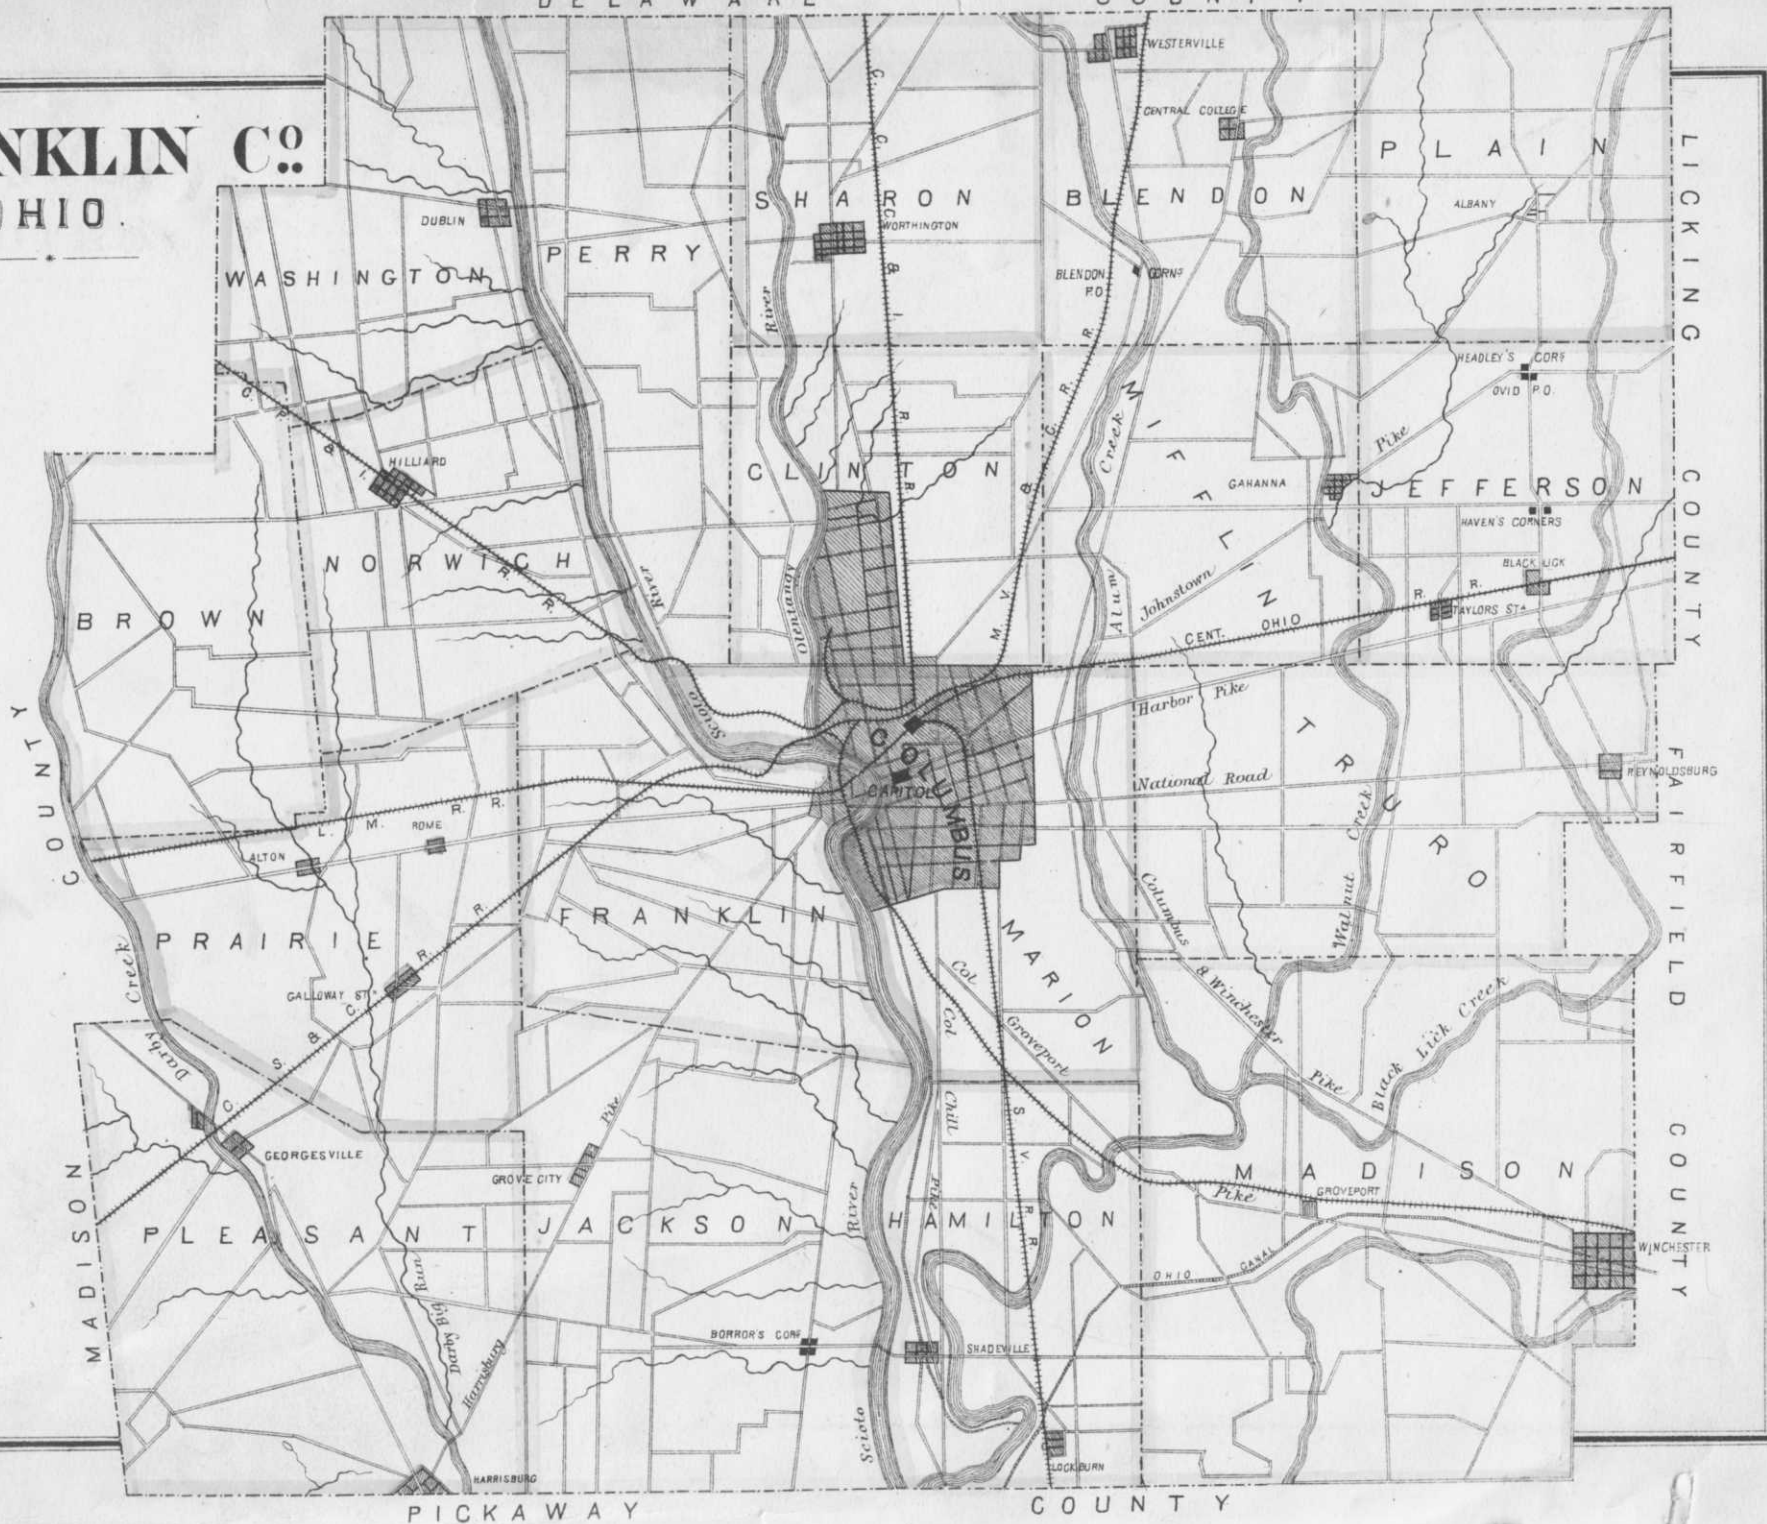 DELAWARE COUNTY
NKLIN Co.
OHIO.
WESTERVILLE
CENTRAL COLLEGE
PLAIN
LICKING COUNTY
SHARON
BLENDON
ALBANY
DUBLIN
WORTHINGTON
PERRY
WASHINGTON
BLENDON P.O.
CORNS
River
C. C. C. & I. R. R.
HEADLEY'S CORS
OVID P.O.
C. P. & I. R. R.
HILLIARD
CLINTON
Creek
MIFFLIN
Pike
GAHANNA
JEFFERSON
HAVEN'S CORNERS
NORWICH
BLACK LICK
River
Olentangy
M. V. & C. R. R.
Alum
Johnstown
CENT. OHIO R. R.
TAYLORS STA
BROWN
Scioto
Harbor Pike
TRURO
COUNTY
COLUMBUS
CAPITOL
National Road
REYNOLDSBURG
FAIRFIELD COUNTY
L. M. R. R.
ROME
ALTON
Creek
Walnut
Columbus & Winchester Pike
FRANKLIN
PRAIRIE
MARION
Creek
Darby
GALLOWAY STA
C. S. & C. R. R.
Col
Groveport
Pike
Col
Chill
Pike
Black Lick Creek
GEORGESVILLE
GROVE CITY
Pike
S. V. R. R.
MADISON
GROVEPORT
MADISON
PLEASANT
JACKSON
River
HAMILTON
WINCHESTER
OHIO CANAL
Darby Big Run
Harrisburg
BORROR'S CORS
SHADEVILLE
Scioto
LOCKBURN
HARRISBURG
PICKAWAY COUNTY